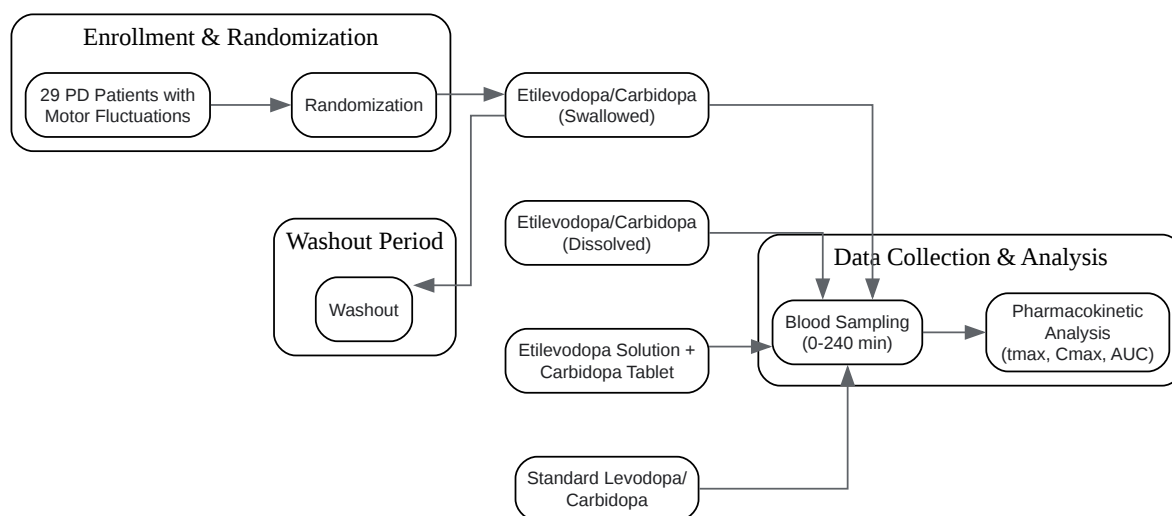 Enrollment & Randomization
29 PD Patients with
Motor Fluctuations
Randomization
Etilevodopa/Carbidopa
(Swallowed)
Etilevodopa/Carbidopa
(Dissolved)
Washout Period
Washout
Data Collection & Analysis
Blood Sampling
(0-240 min)
Pharmacokinetic
Analysis
(tmax, Cmax, AUC)
Etilevodopa Solution +
Carbidopa Tablet
Standard Levodopa/
Carbidopa